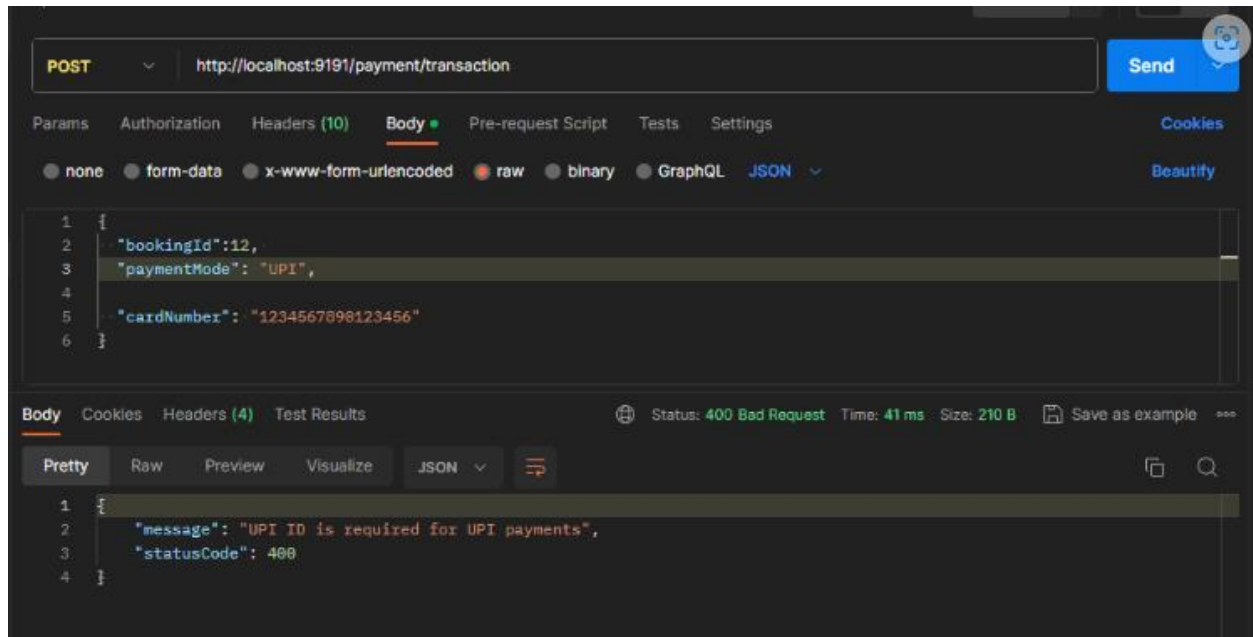 POST http://localhost:9191/payment/transaction Send
Params Authorization Headers (10) Body Pre-request Script Tests Settings Cookies
none form-data x-www-form-urlencoded raw binary GraphQL JSON Beautify
1 {
2 "bookingId":12,
3 "paymentMode": "UPI",
4
5 "cardNumber": "1234567898123456"
6 }
Body Cookies Headers (4) Test Results Status: 400 Bad Request Time: 41 ms Size: 210 B Save as example
Pretty Raw Preview Visualize JSON
1 {
2 "message": "UPI ID is required for UPI payments",
3 "statusCode": 400
4 }